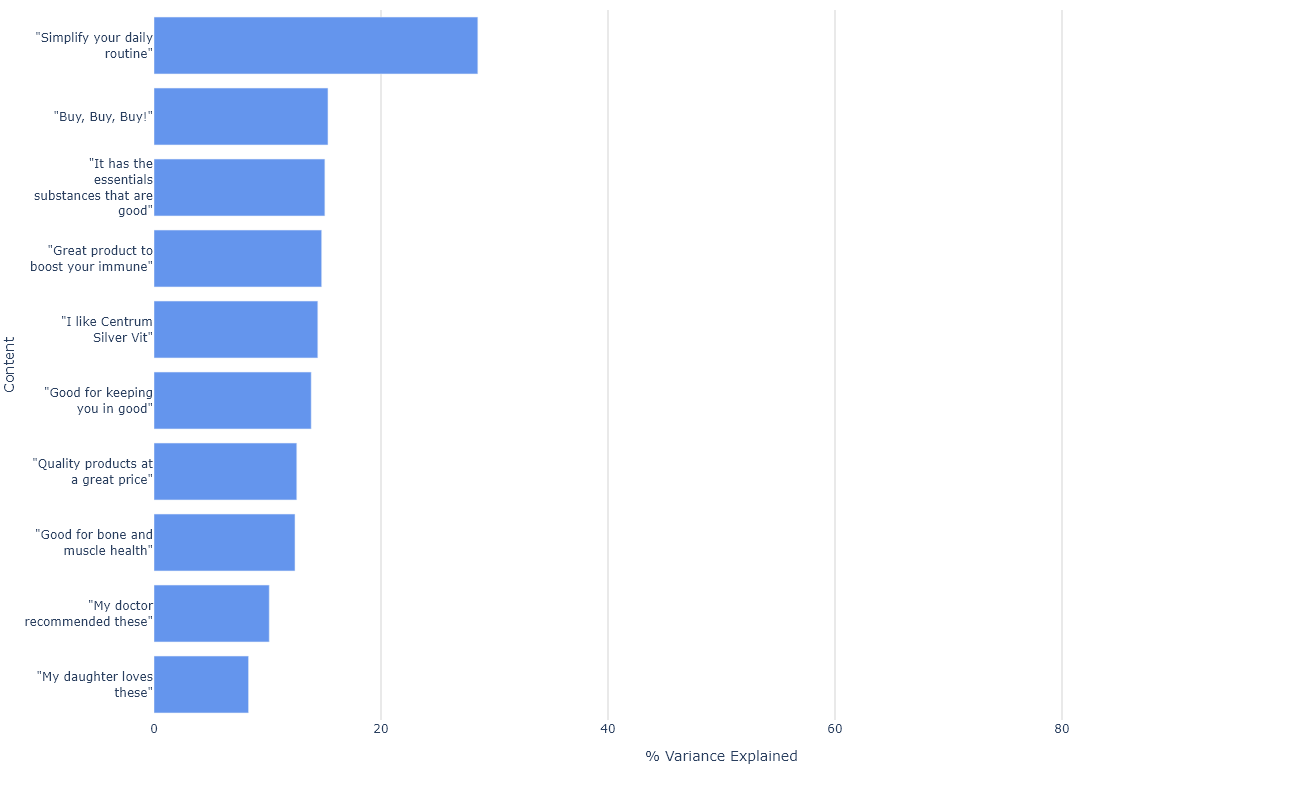 "Simplify your daily
routine"
"Buy, Buy, Buy!"
"It has the
essentials
substances that are
good"
"Great product to
boost your immune"
"I like Centrum
Silver Vit"
"Good for keeping
you in good"
"Quality products at
a great price"
"Good for bone and
muscle health"
"My doctor
recommended these"
"My daughter loves
these"
Content
0 20 40 60 80
% Variance Explained